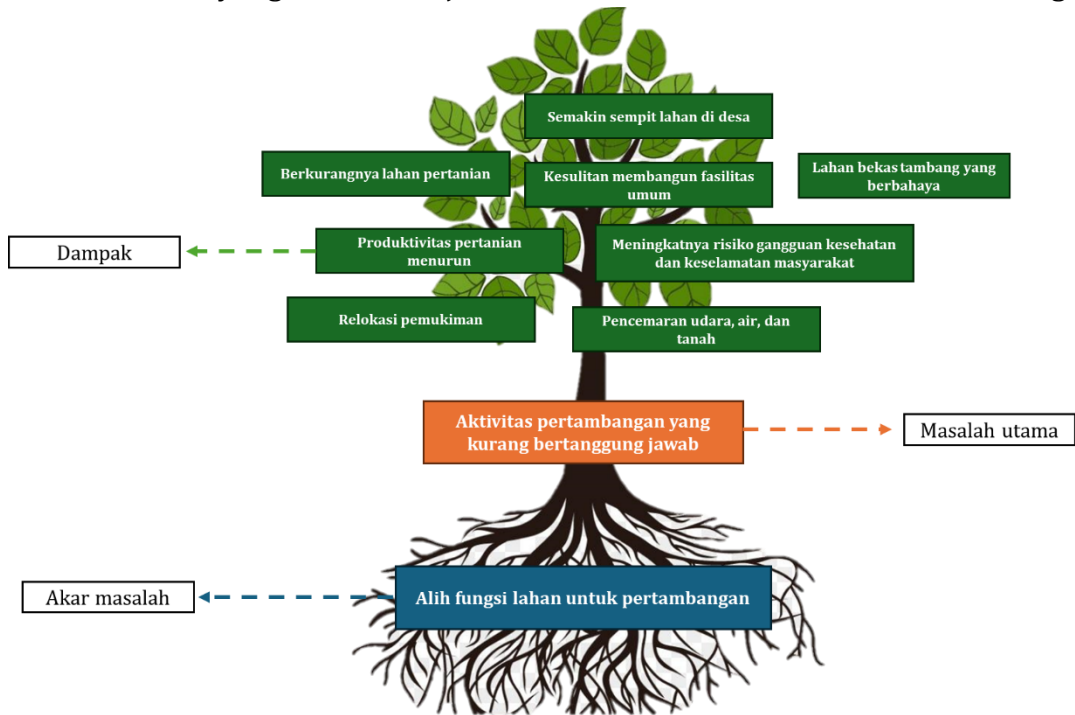 Semakin sempit lahan di desa
Berkurangnya lahan pertanian
Kesulitan membangun fasilitas
umum
Lahan bekas tambang yang
berbahaya
Dampak
Produktivitas pertanian
menurun
Meningkatnya risiko gangguan kesehatan
dan keselamatan masyarakat
Relokasi pemukiman
Pencemaran udara, air, dan
tanah
Aktivitas pertambangan yang
kurang bertanggung jawab
Masalah utama
Akar masalah
Alih fungsi lahan untuk pertambangan